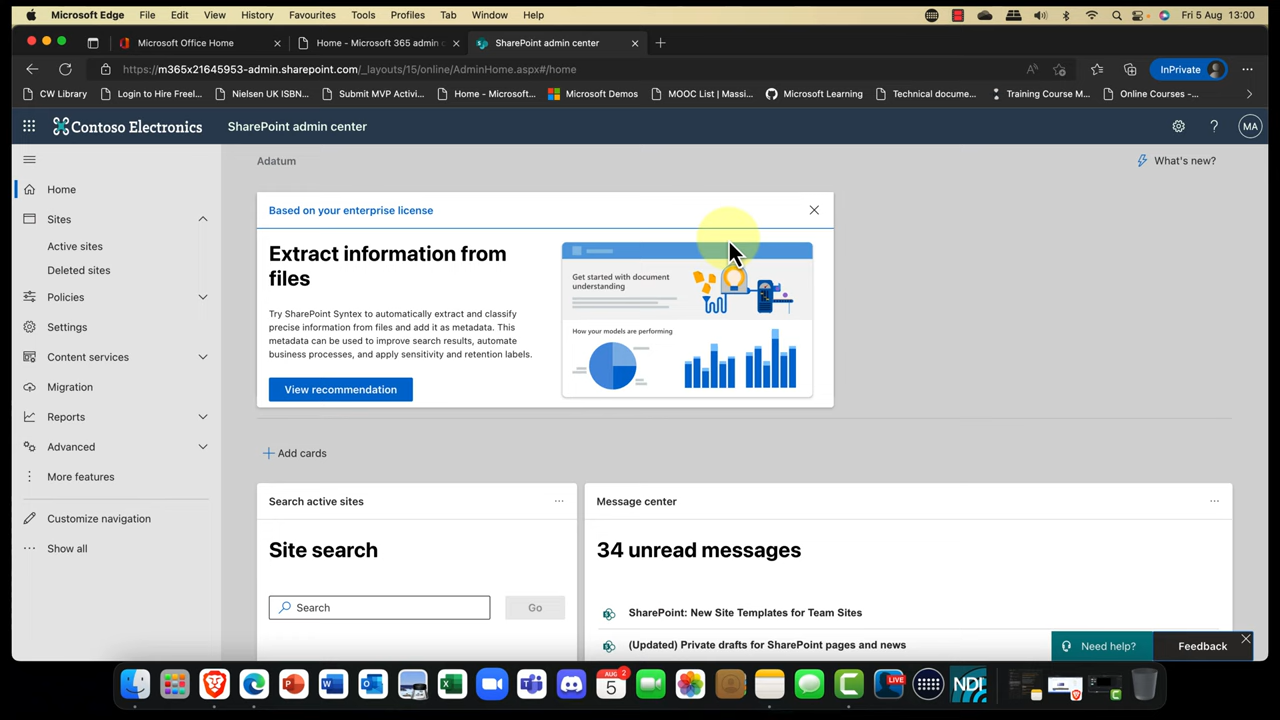 Microsoft Edge File Edit View History Favourites Tools Profiles Tab Window Help Fri 5 Aug 13:00
Microsoft Office Home
Home - Microsoft 365 admin c
SharePoint admin center
https://m365x21645953-admin.sharepoint.com/_layouts/15/online/AdminHome.aspx#/home
InPrivate
CW Library
Login to Hire Freel...
Nielsen UK ISBN...
Submit MVP Activi...
Home - Microsoft...
Microsoft Demos
MOOC List | Massi...
Microsoft Learning
Technical docume...
Training Course M...
Online Courses -...
Contoso Electronics
SharePoint admin center
MA
Home
Sites
Active sites
Deleted sites
Policies
Settings
Content services
Migration
Reports
Advanced
More features
Customize navigation
Show all
Adatum
What's new?
Based on your enterprise license
Extract information from
files
Try SharePoint Syntex to automatically extract and classify
precise information from files and add it as metadata. This
metadata can be used to improve search results, automate
business processes, and apply sensitivity and retention labels.
View recommendation
Get started with document
understanding
How your models are performing
Add cards
Search active sites
Site search
Search
Go
Message center
34 unread messages
SharePoint: New Site Templates for Team Sites
(Updated) Private drafts for SharePoint pages and news
Need help?
Feedback
AUG
5
2
LIVE
NDI